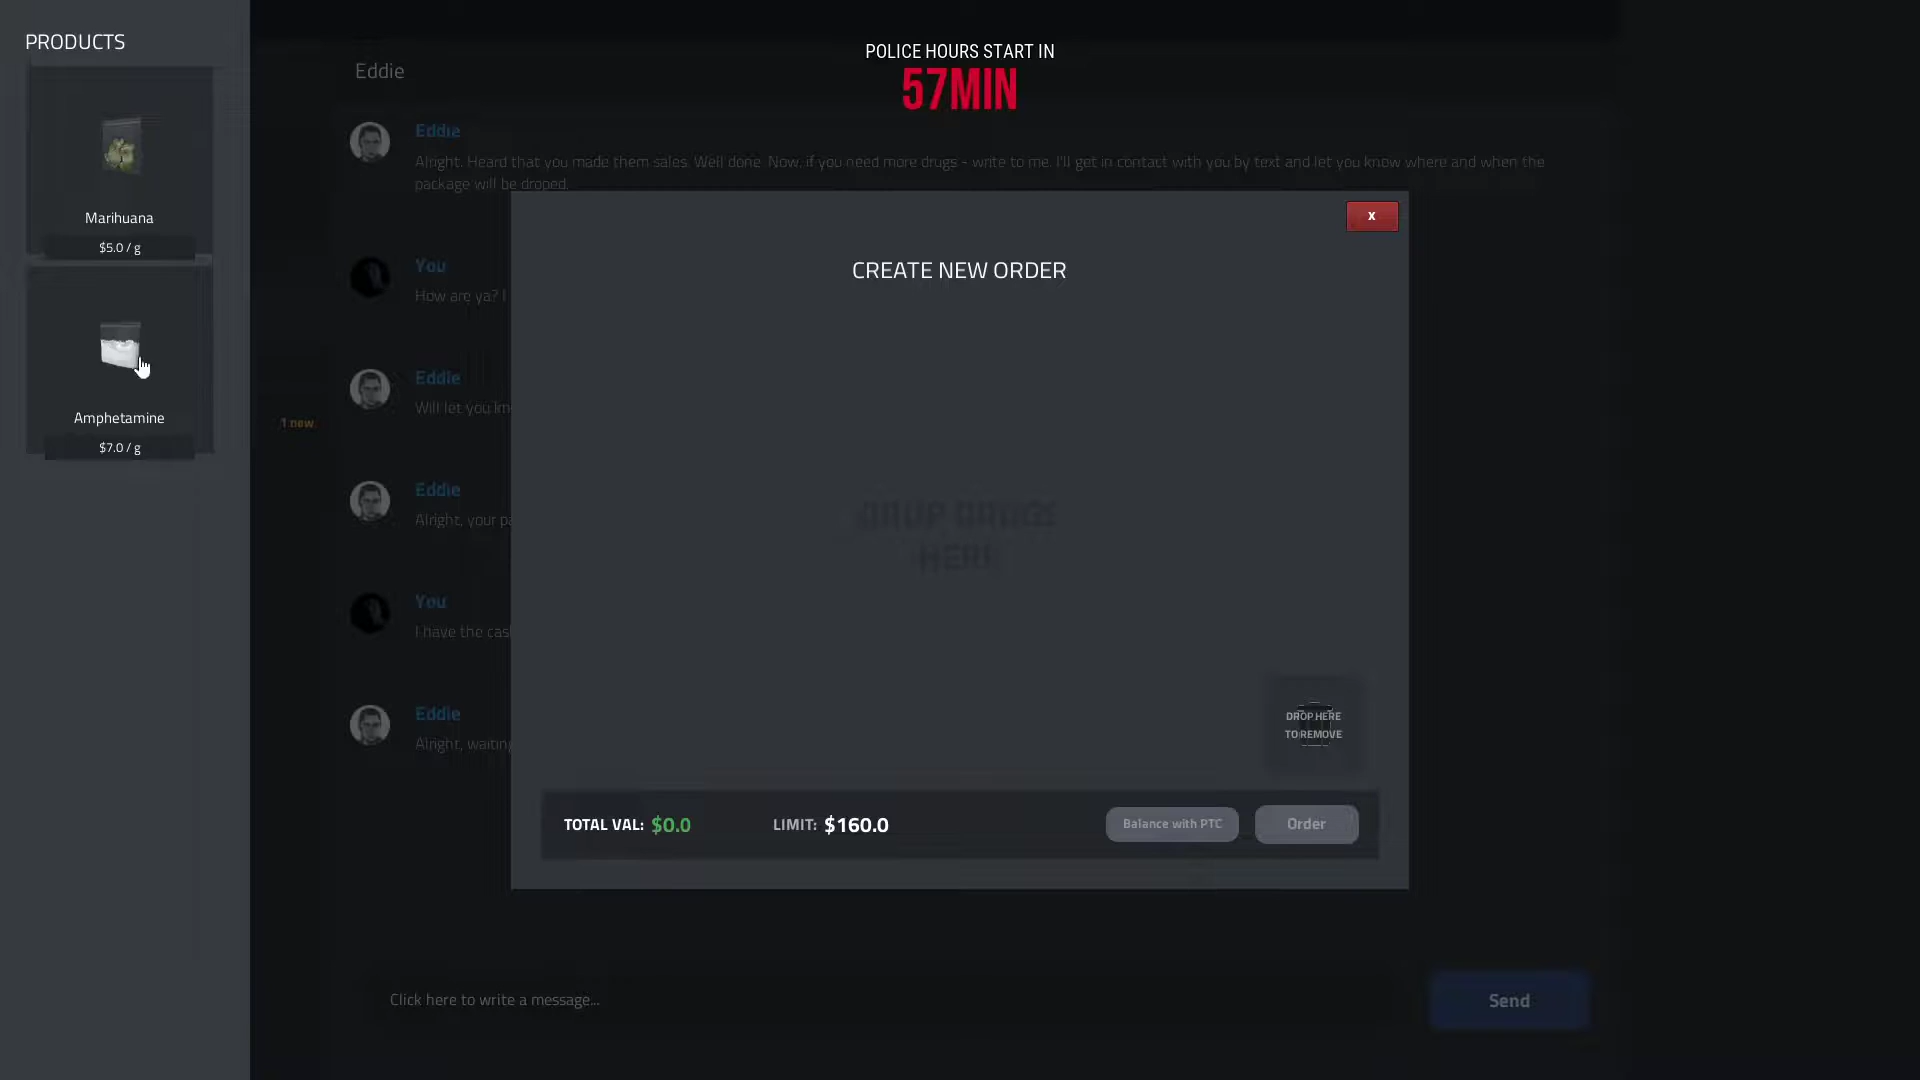 PRODUCTS
Marihuana
$5.0 / g
Amphetamine
$7.0 / g
POLICE HOURS START IN
57MIN
Eddie
Eddie
Alright. Heard that you made them sales. Well done. Now, if you need more drugs - write to me. I'll get in contact with you by text and let you know where and when the
package will be droped.
You
How are ya? I
Eddie
Will let you
1 new
Eddie
Alright, your
You
I have the
Eddie
Alright, waiting
x
CREATE NEW ORDER
DROP DRUGS
HERE
DROP HERE
TO REMOVE
TOTAL VAL: $0.0
LIMIT: $160.0
Balance with PTC
Order
Click here to write a message...
Send